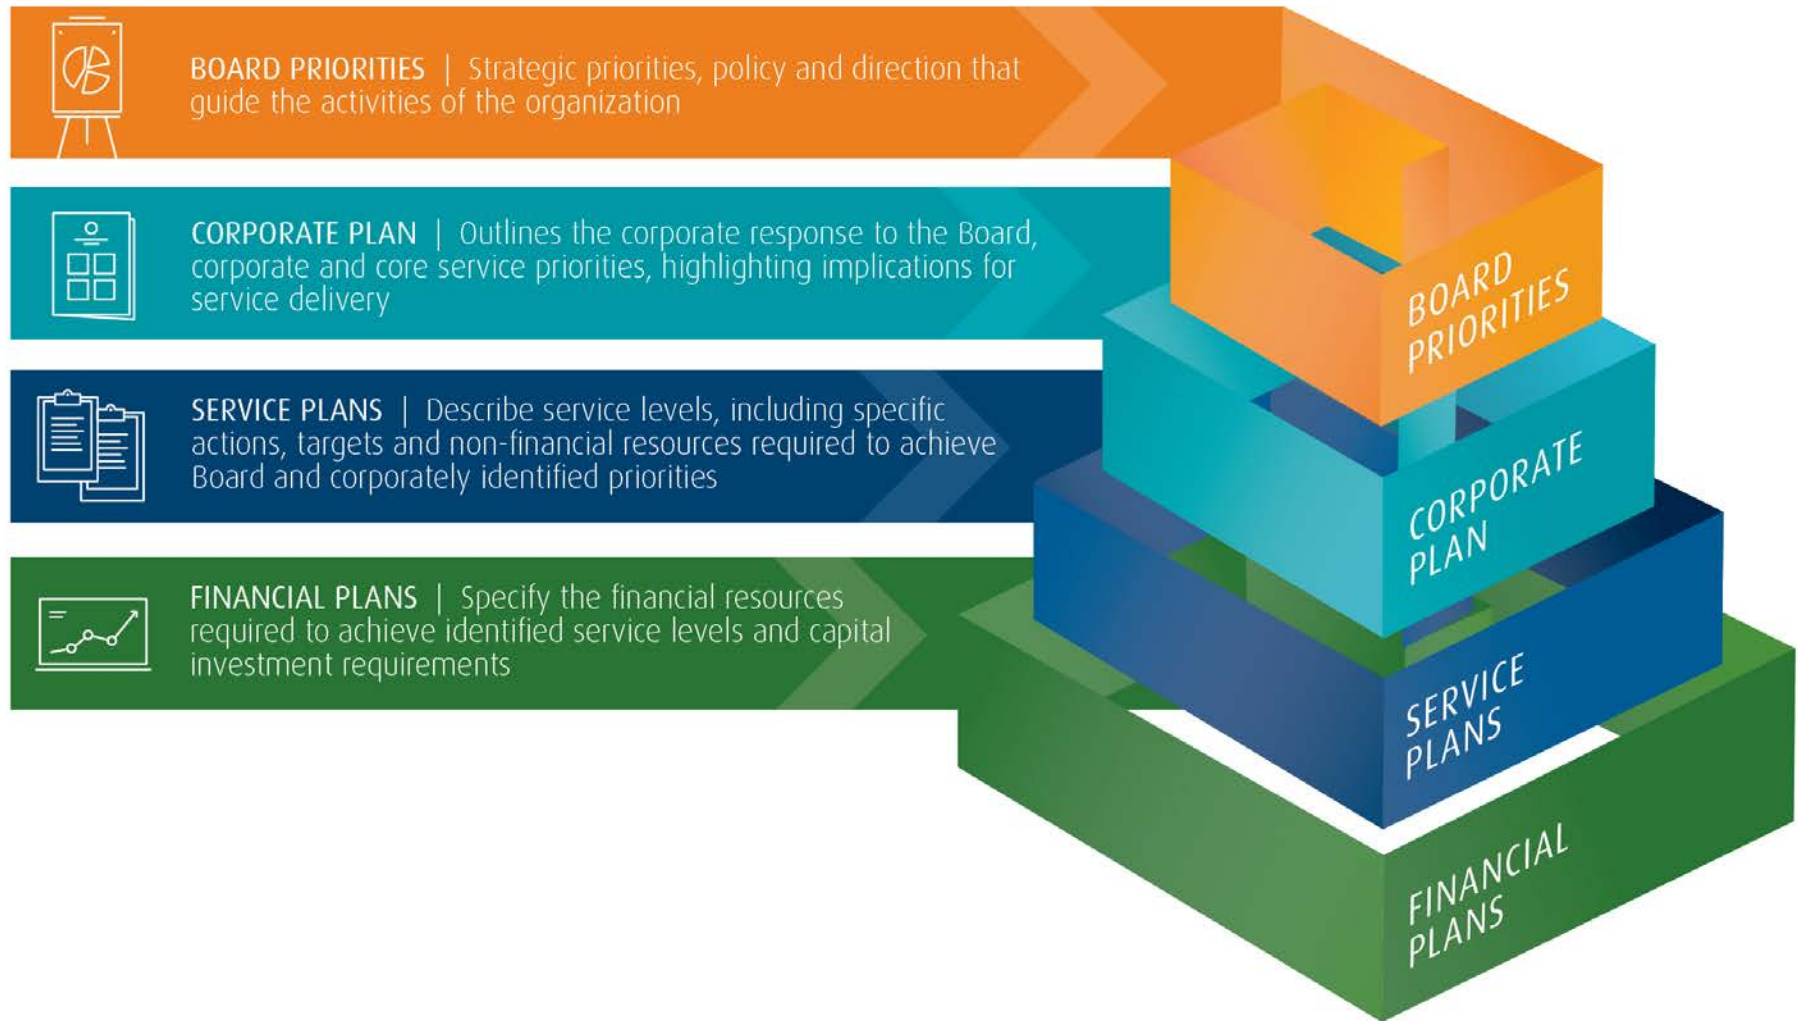 BOARD PRIORITIES | Strategic priorities, policy and direction that
guide the activities of the organization
CORPORATE PLAN | Outlines the corporate response to the Board,
corporate and core service priorities, highlighting implications for
service delivery
SERVICE PLANS | Describe service levels, including specific
actions, targets and non-financial resources required to achieve
Board and corporately identified priorities
FINANCIAL PLANS | Specify the financial resources
required to achieve identified service levels and capital
investment requirements
BOARD
PRIORITIES
CORPORATE
PLAN
SERVICE
PLANS
FINANCIAL
PLANS